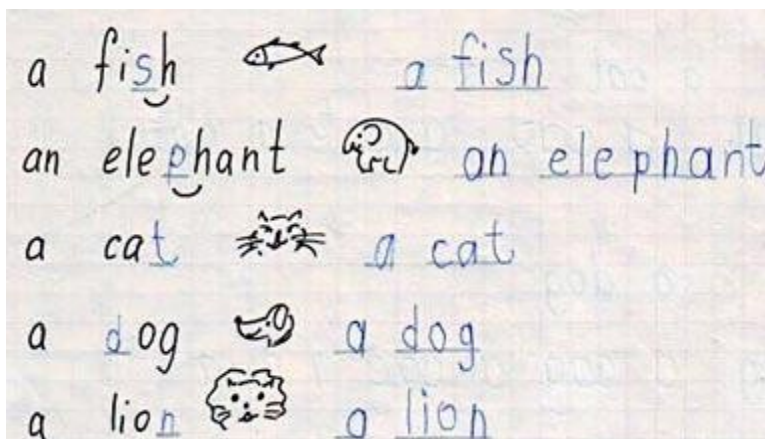 a fish a fish
an elephant an elephant
a cat a cat
a dog a dog
a lion a lion